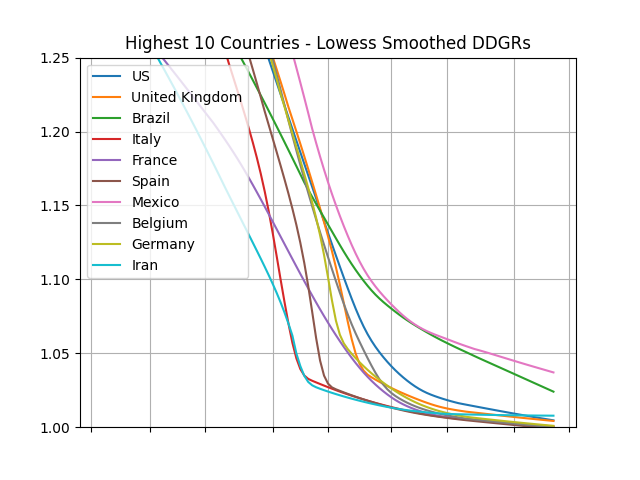 Highest 10 Countries - Lowess Smoothed DDGRs
1.25
1.20
1.15
1.10
1.05
1.00
US
United Kingdom
Brazil
Italy
France
Spain
Mexico
Belgium
Germany
Iran